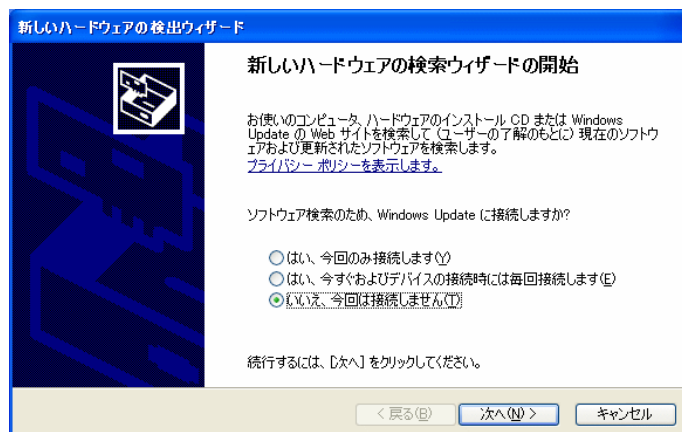 新しいハードウェアの検出ウィザード
新しいハードウェアの検索ウィザードの開始
お使いのコンピュータ、ハードウェアのインストール CD または Windows
Update の Web サイトを検索して (ユーザーの了解のもとに) 現在のソフトウ
ェアおよび更新されたソフトウェアを検索します。
プライバシー ポリシーを表示します。
ソフトウェア検索のため、Windows Update に接続しますか?
はい、今回のみ接続します(Y)
はい、今すぐおよびデバイスの接続時には毎回接続します(E)
いいえ、今回は接続しません(T)
続行するには、[次へ] をクリックしてください。
< 戻る(B)
次へ(N) >
キャンセル